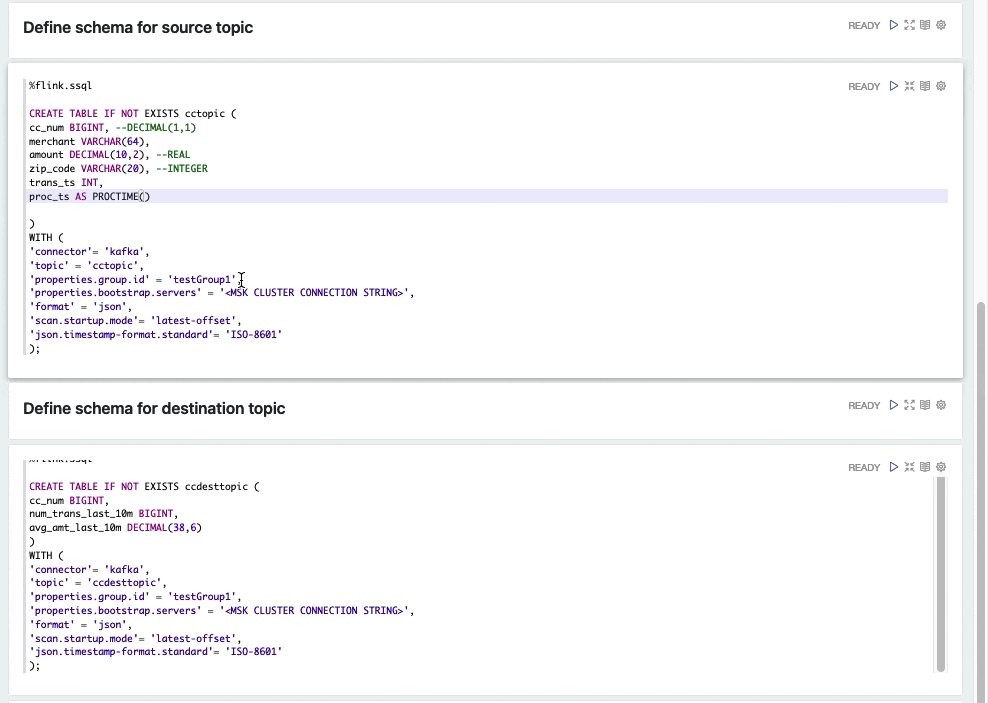 Define schema for source topic
READY
%flink.ssql
READY
CREATE TABLE IF NOT EXISTS cctopic (
cc_num BIGINT, --DECIMAL(1,1)
merchant VARCHAR(64),
amount DECIMAL(10,2), --REAL
zip_code VARCHAR(20), --INTEGER
trans_ts INT,
proc_ts AS PROCTIME()
)
WITH (
'connector'= 'kafka',
'topic' = 'cctopic',
'properties.group.id' = 'testGroup1',
'properties.bootstrap.servers' = '<MSK CLUSTER CONNECTION STRING>',
'format' = 'json',
'scan.startup.mode'= 'latest-offset',
'json.timestamp-format.standard'= 'ISO-8601'
);
Define schema for destination topic
READY
%flink.ssql
READY
CREATE TABLE IF NOT EXISTS ccdesttopic (
cc_num BIGINT,
num_trans_last_10m BIGINT,
avg_amt_last_10m DECIMAL(38,6)
)
WITH (
'connector'= 'kafka',
'topic' = 'ccdesttopic',
'properties.group.id' = 'testGroup1',
'properties.bootstrap.servers' = '<MSK CLUSTER CONNECTION STRING>',
'format' = 'json',
'scan.startup.mode'= 'latest-offset',
'json.timestamp-format.standard'= 'ISO-8601'
);